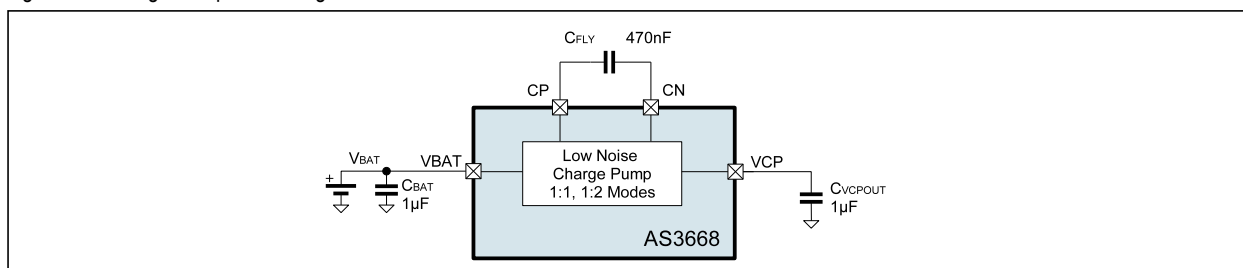 CFLY 470nF
CP CN
VBAT VBAT
Low Noise
Charge Pump
1:1, 1:2 Modes
VCP
+
CBAT
1µF
CVCPOUT
1µF
AS3668